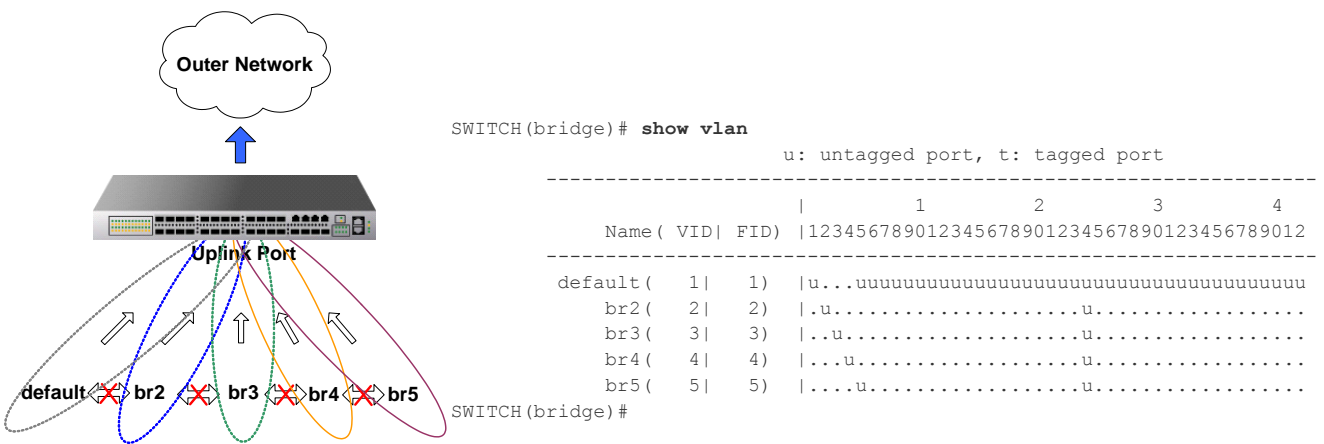 Outer Network
Uplink Port
default br2 br3 br4 br5
SWITCH(bridge)# show vlan
u: untagged port, t: tagged port
-----------------------------------------------------------------
| 1 2 3 4
Name( VID| FID) |123456789012345678901234567890123456789012
-----------------------------------------------------------------
default( 1| 1) |u...uuuuuuuuuuuuuuuuuuuuuuuuuuuuuuuuuuuuuu
br2( 2| 2) |.u.....................u..................
br3( 3| 3) |..u....................u..................
br4( 4| 4) |...u...................u..................
br5( 5| 5) |....u..................u..................
SWITCH(bridge)#